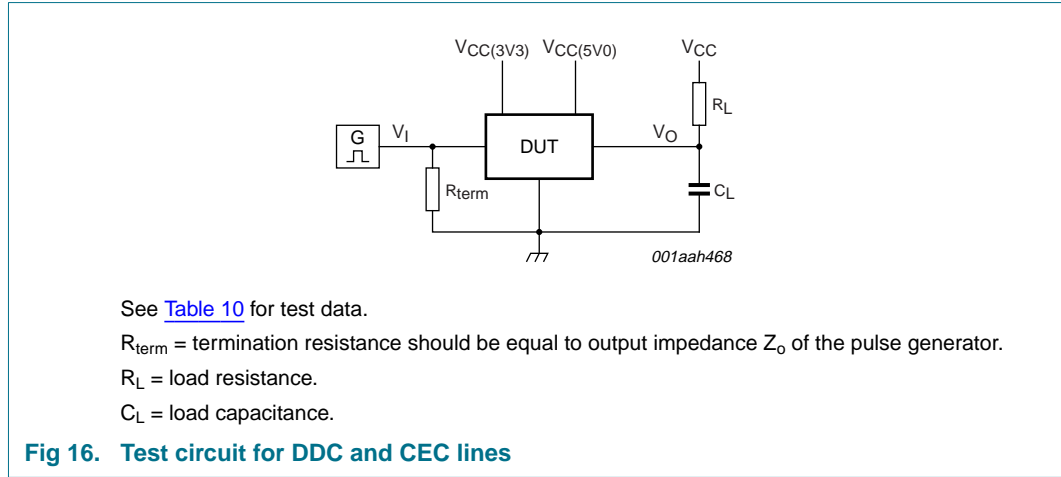 VCC(3V3) VCC(5V0) VCC
RL
G VI DUT VO
Rterm CL
001aah468
See Table 10 for test data.
Rterm = termination resistance should be equal to output impedance Zo of the pulse generator.
RL = load resistance.
CL = load capacitance.
Fig 16. Test circuit for DDC and CEC lines